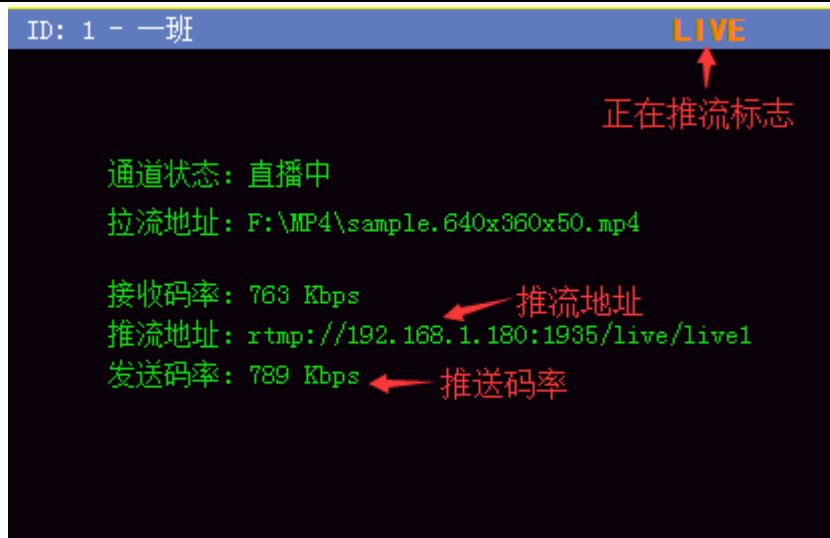 ID: 1 - 一班
LIVE
正在推流标志
通道状态: 直播中
拉流地址: F:\MP4\sample.640x360x50.mp4
接收码率: 763 Kbps
推流地址
推流地址: rtmp://192.168.1.180:1935/live/live1
发送码率: 789 Kbps
推送码率